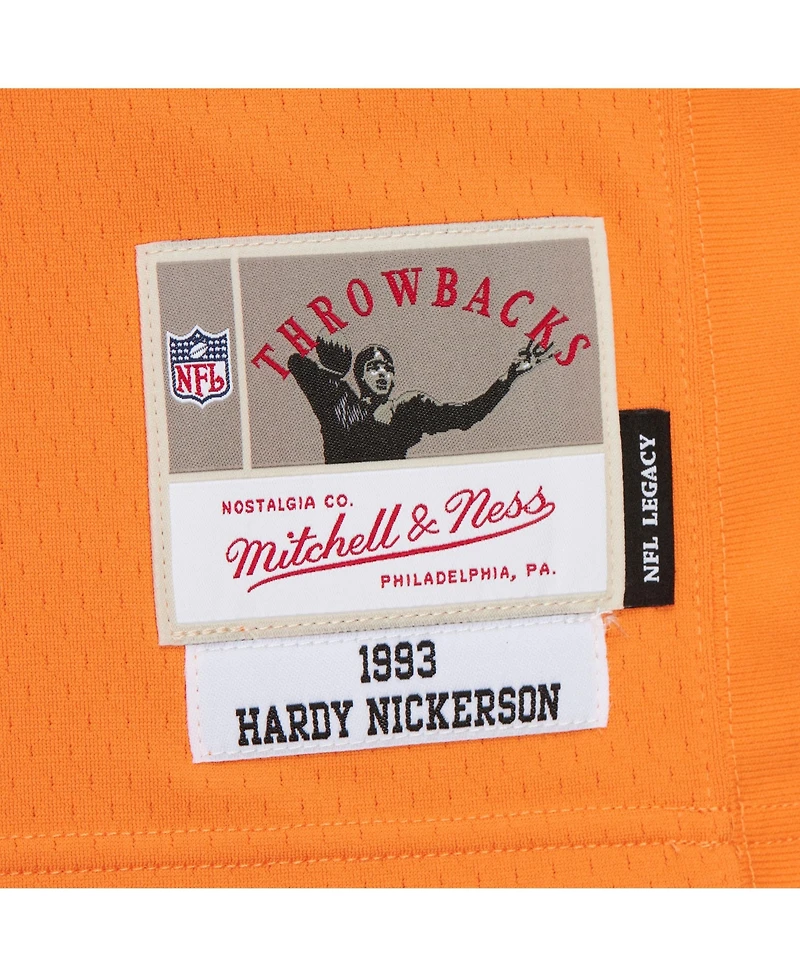 THROWBACKS
NFL
NOSTALGIA CO.
Mitchell & Ness
PHILADELPHIA, PA.
NFL LEGACY
1993
HARDY NICKERSON